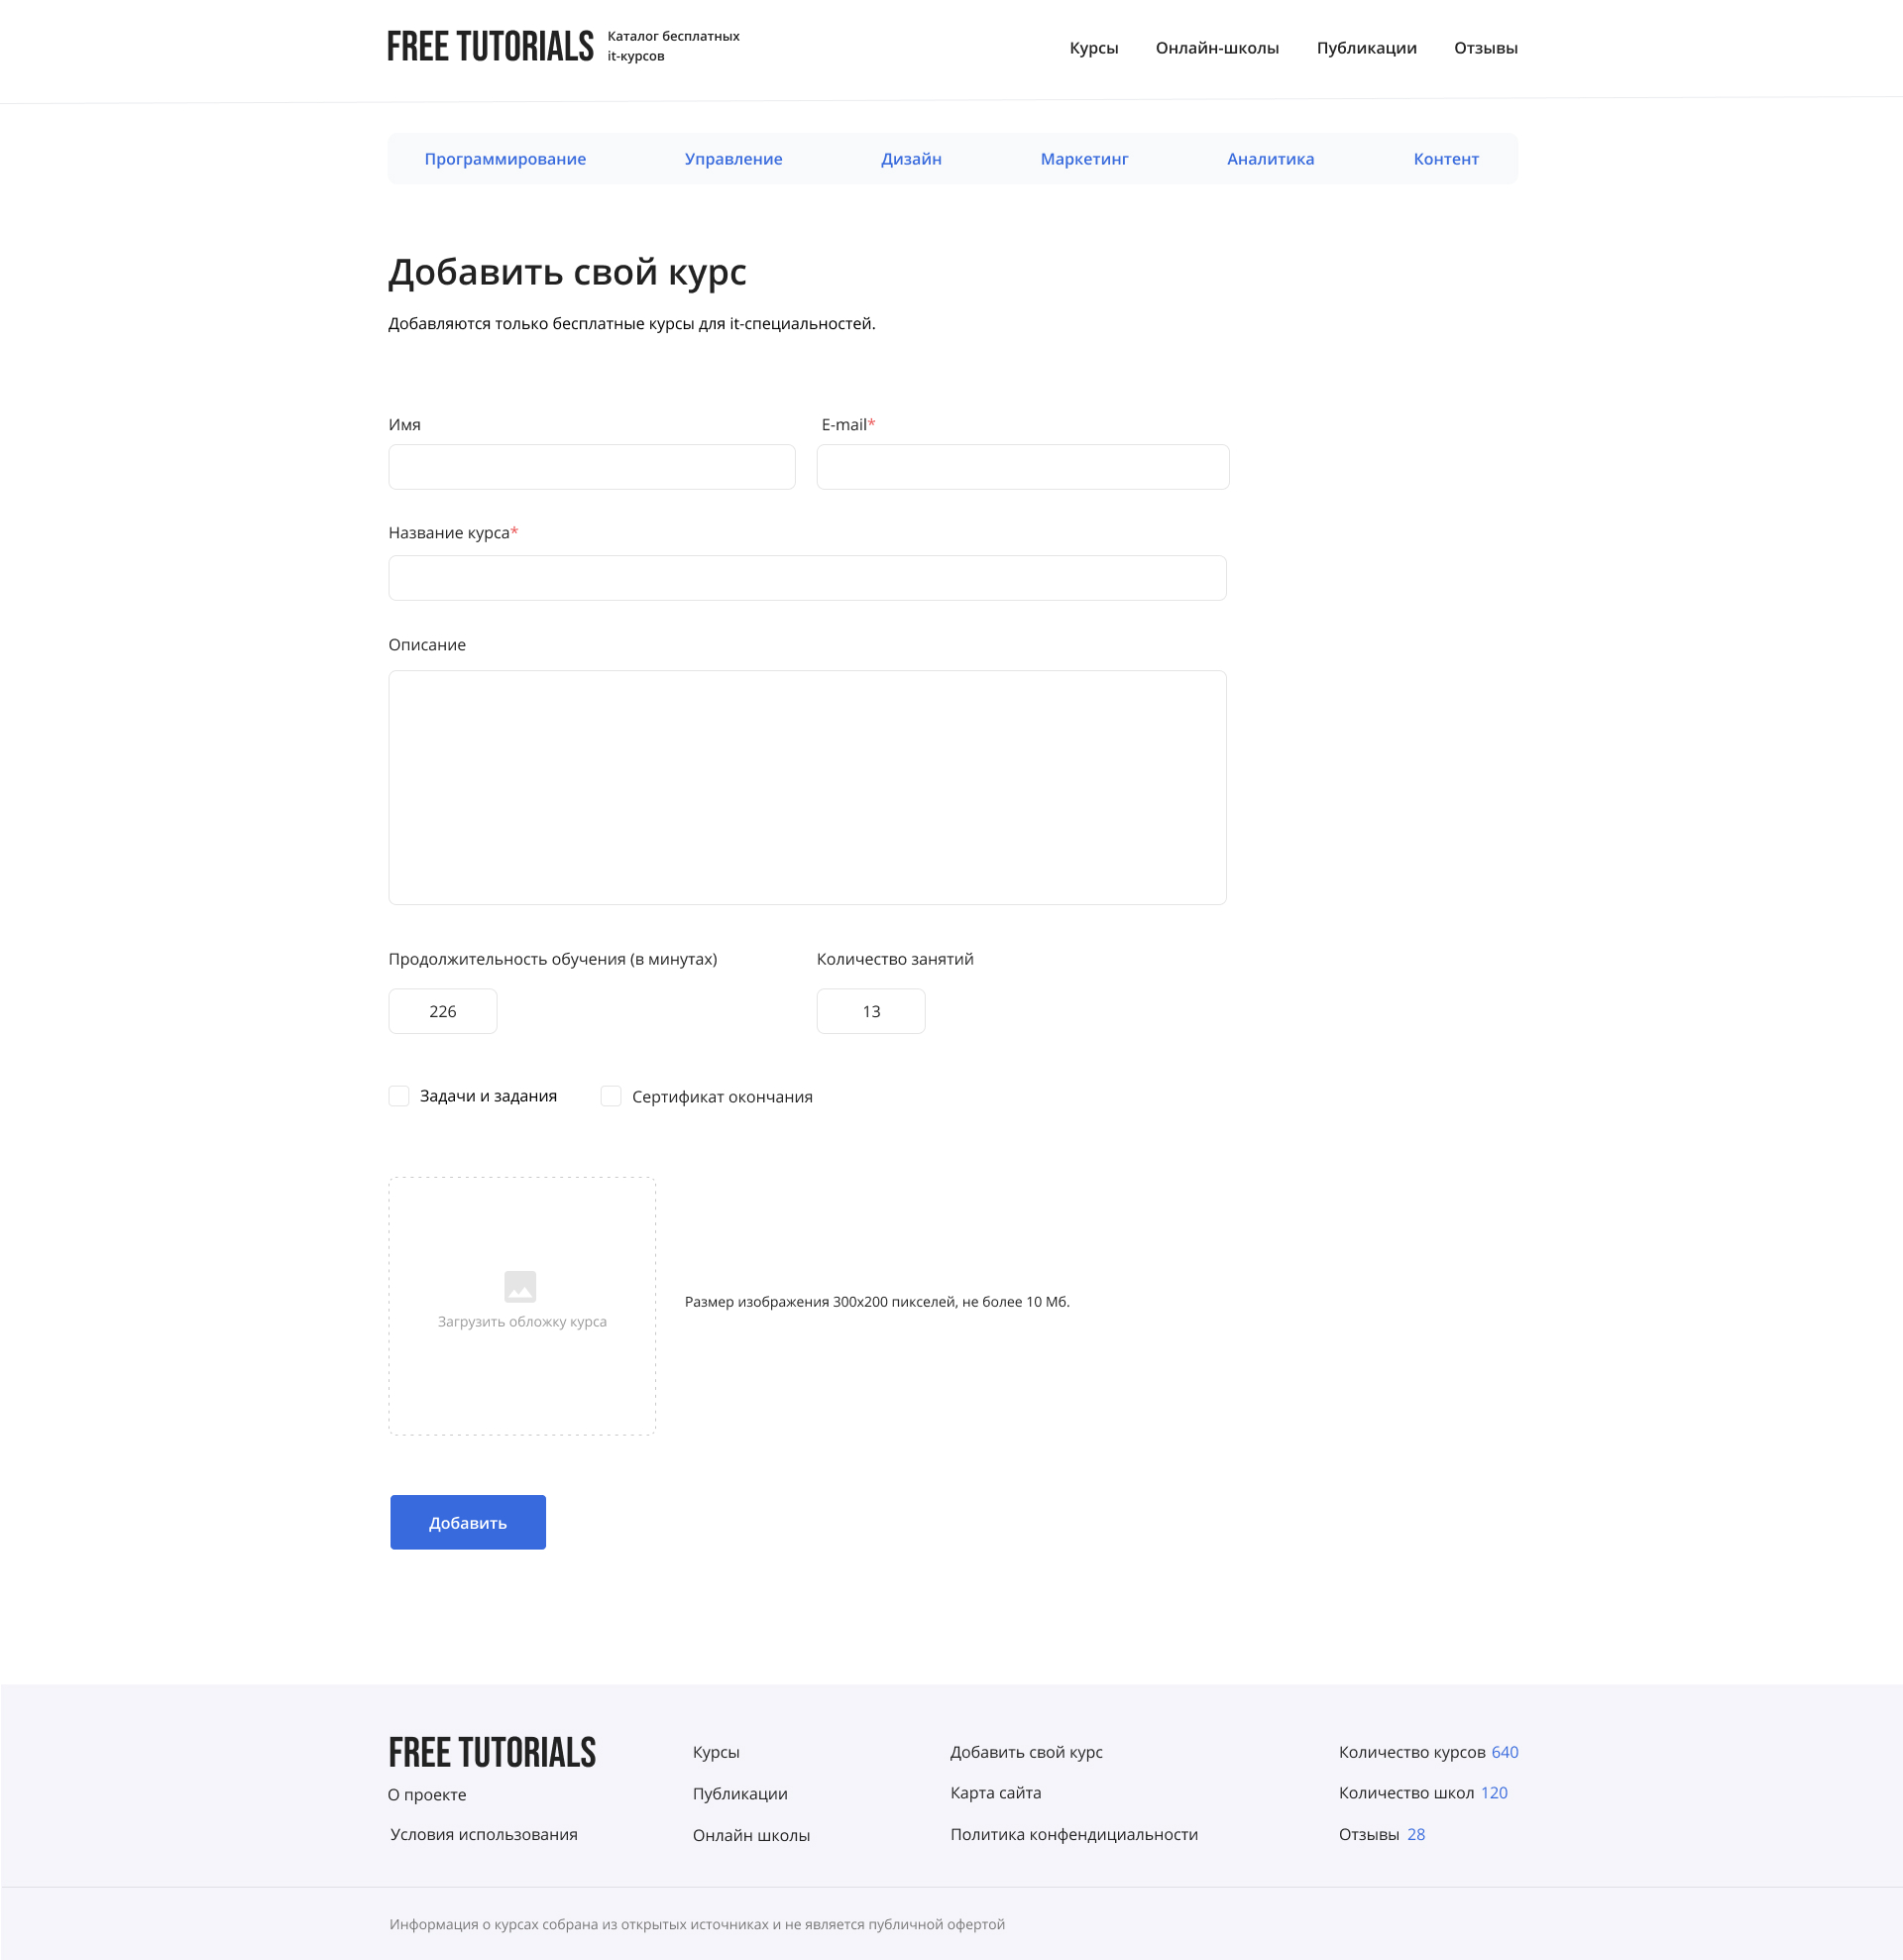 FREE TUTORIALS
Каталог бесплатных
it-курсов
Курсы Онлайн-школы Публикации Отзывы
Программирование Управление Дизайн Маркетинг Аналитика Контент
Добавить свой курс
Добавляются только бесплатные курсы для it-специальностей.
Имя E-mail*
Название курса*
Описание
Продолжительность обучения (в минутах) Количество занятий
226 13
Задачи и задания Сертификат окончания
Размер изображения 300x200 пикселей, не более 10 Мб.
Загрузить обложку курса
Добавить
FREE TUTORIALS
О проекте
Условия использования
Курсы
Публикации
Онлайн школы
Добавить свой курс
Карта сайта
Политика конфендициальности
Количество курсов 640
Количество школ 120
Отзывы 28
Информация о курсах собрана из открытых источниках и не является публичной офертой